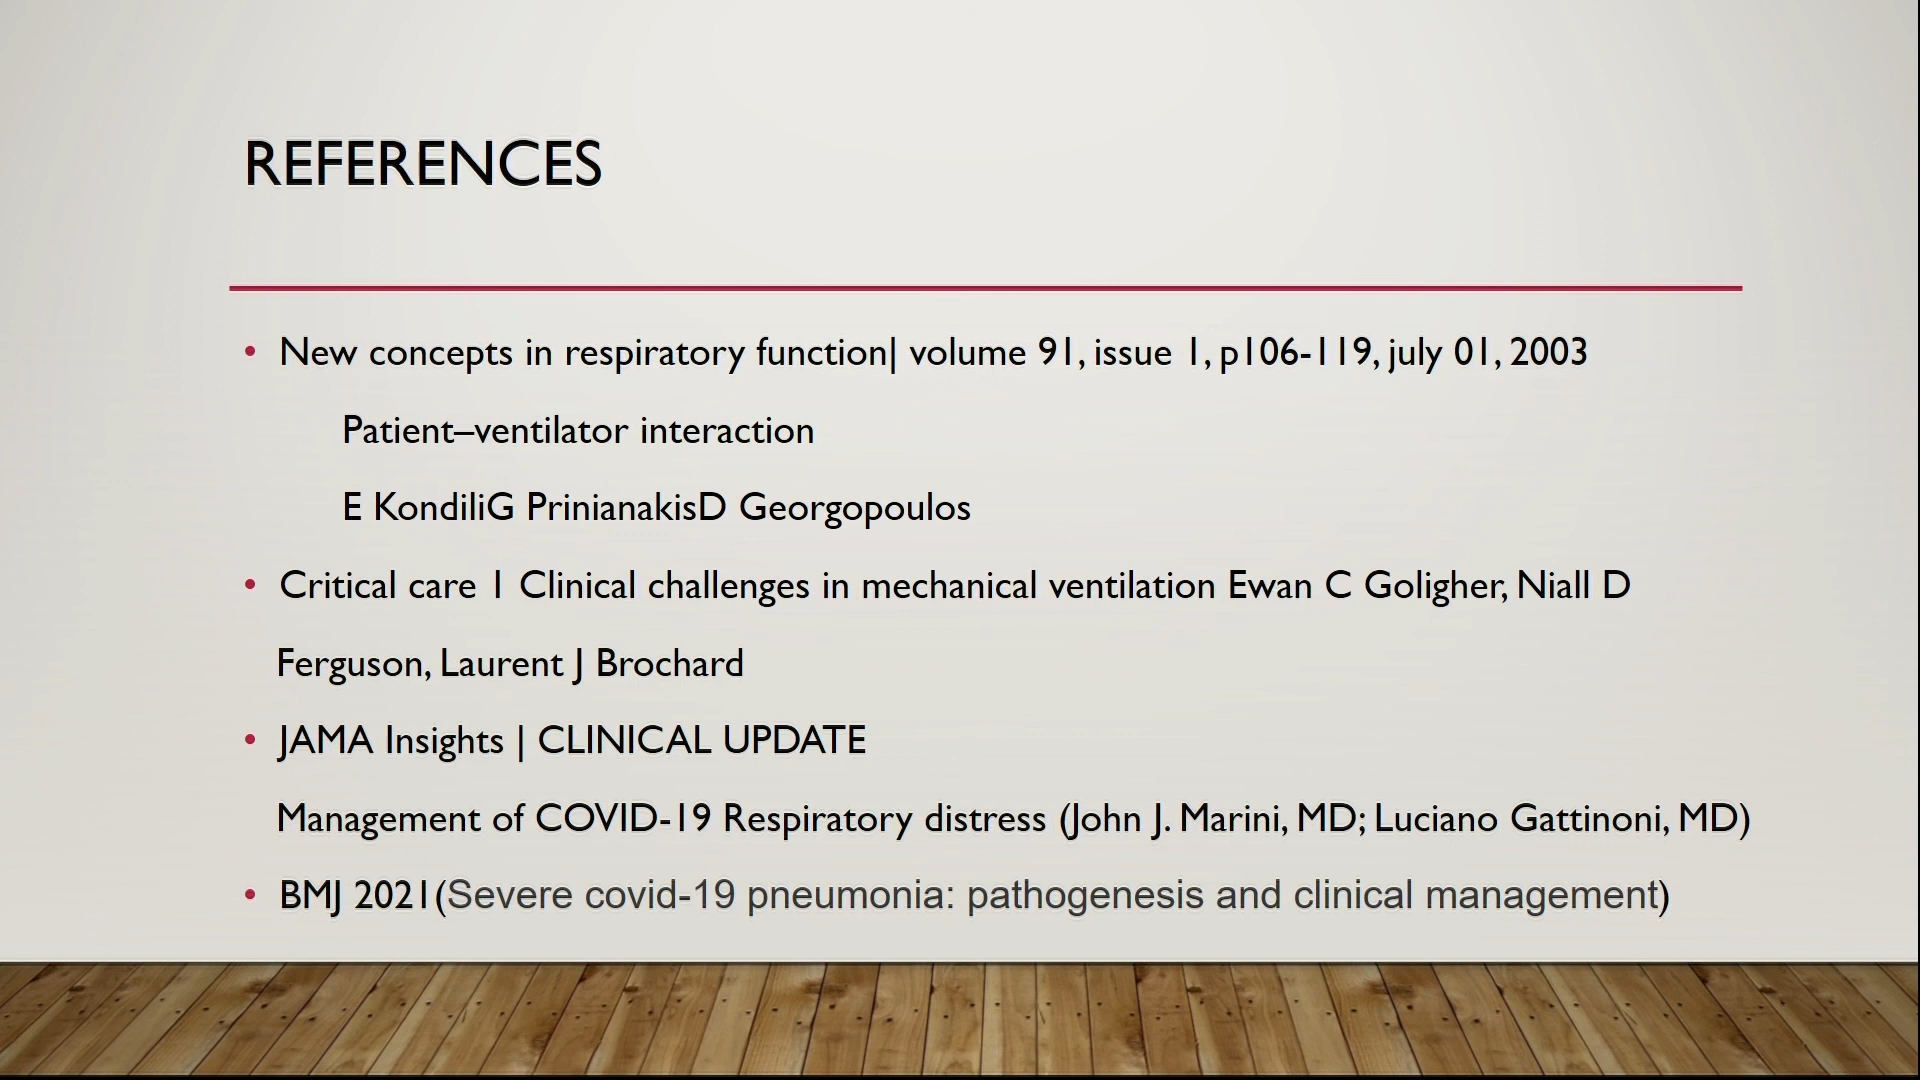 REFERENCES
• New concepts in respiratory function| volume 91, issue 1, p106-119, july 01, 2003
Patient–ventilator interaction
E KondiliG PrinianakisD Georgopoulos
• Critical care 1 Clinical challenges in mechanical ventilation Ewan C Goligher, Niall D
Ferguson, Laurent J Brochard
• JAMA Insights | CLINICAL UPDATE
Management of COVID-19 Respiratory distress (John J. Marini, MD; Luciano Gattinoni, MD)
• BMJ 2021(Severe covid-19 pneumonia: pathogenesis and clinical management)